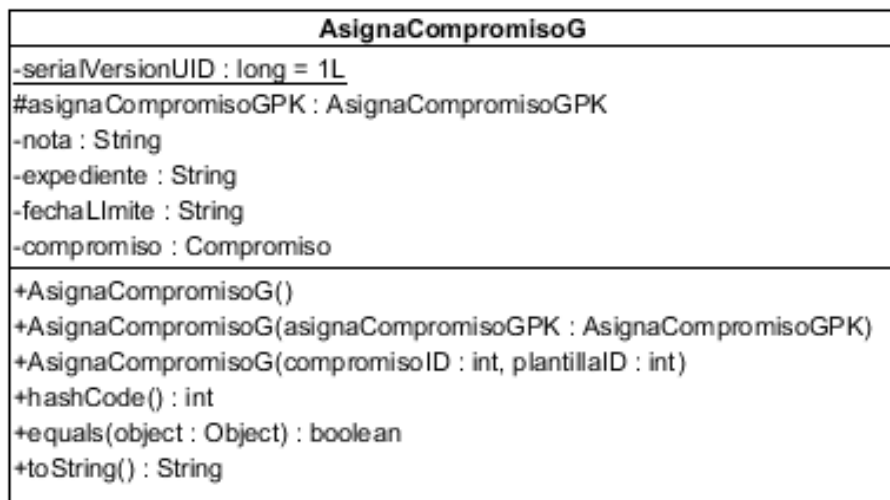 AsignaCompromisoG
-serialVersionUID : long = 1L
#asignaCompromisoGPK : AsignaCompromisoGPK
-nota : String
-expediente : String
-fechaLImite : String
-compromiso : Compromiso
+AsignaCompromisoG()
+AsignaCompromisoG(asignaCompromisoGPK : AsignaCompromisoGPK)
+AsignaCompromisoG(compromisoID : int, plantillaID : int)
+hashCode() : int
+equals(object : Object) : boolean
+toString() : String